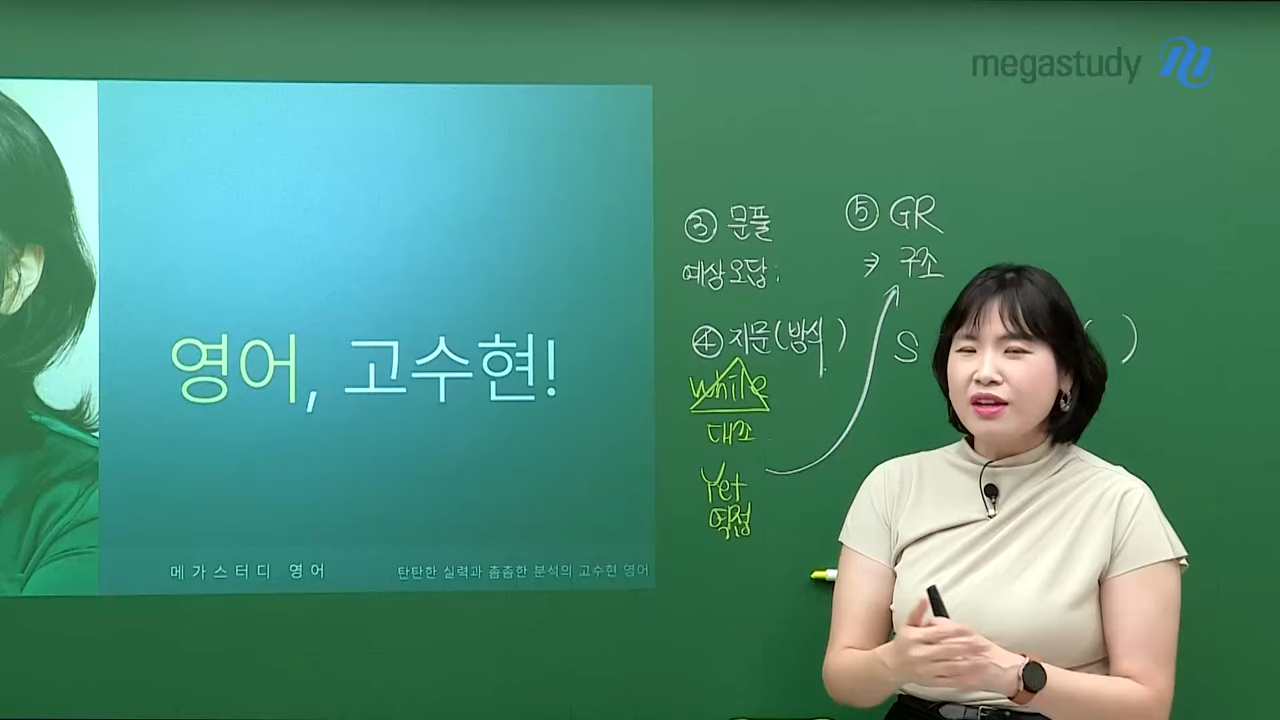 megastudy
영어, 고수현!
메가스터디 영어
탄탄한 실력과 촘촘한 분석의 고수현 영어
③ 문풀
예상오답:
④ 지문(방식)
while
대조
Yet
역접
⑤ GR
⇒ 구조
S ( )